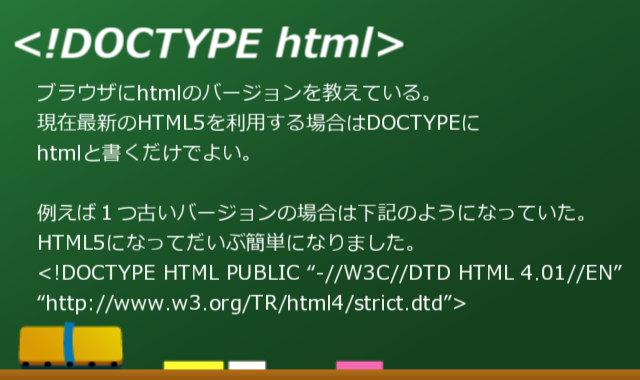 <!DOCTYPE html>
ブラウザにhtmlのバージョンを教えている。
現在最新のHTML5を利用する場合はDOCTYPEに
htmlと書くだけでよい。
例えば１つ古いバージョンの場合は下記のようになっていた。
HTML5になってだいぶ簡単になりました。
<!DOCTYPE HTML PUBLIC “-//W3C//DTD HTML 4.01//EN”
“http://www.w3.org/TR/html4/strict.dtd”>